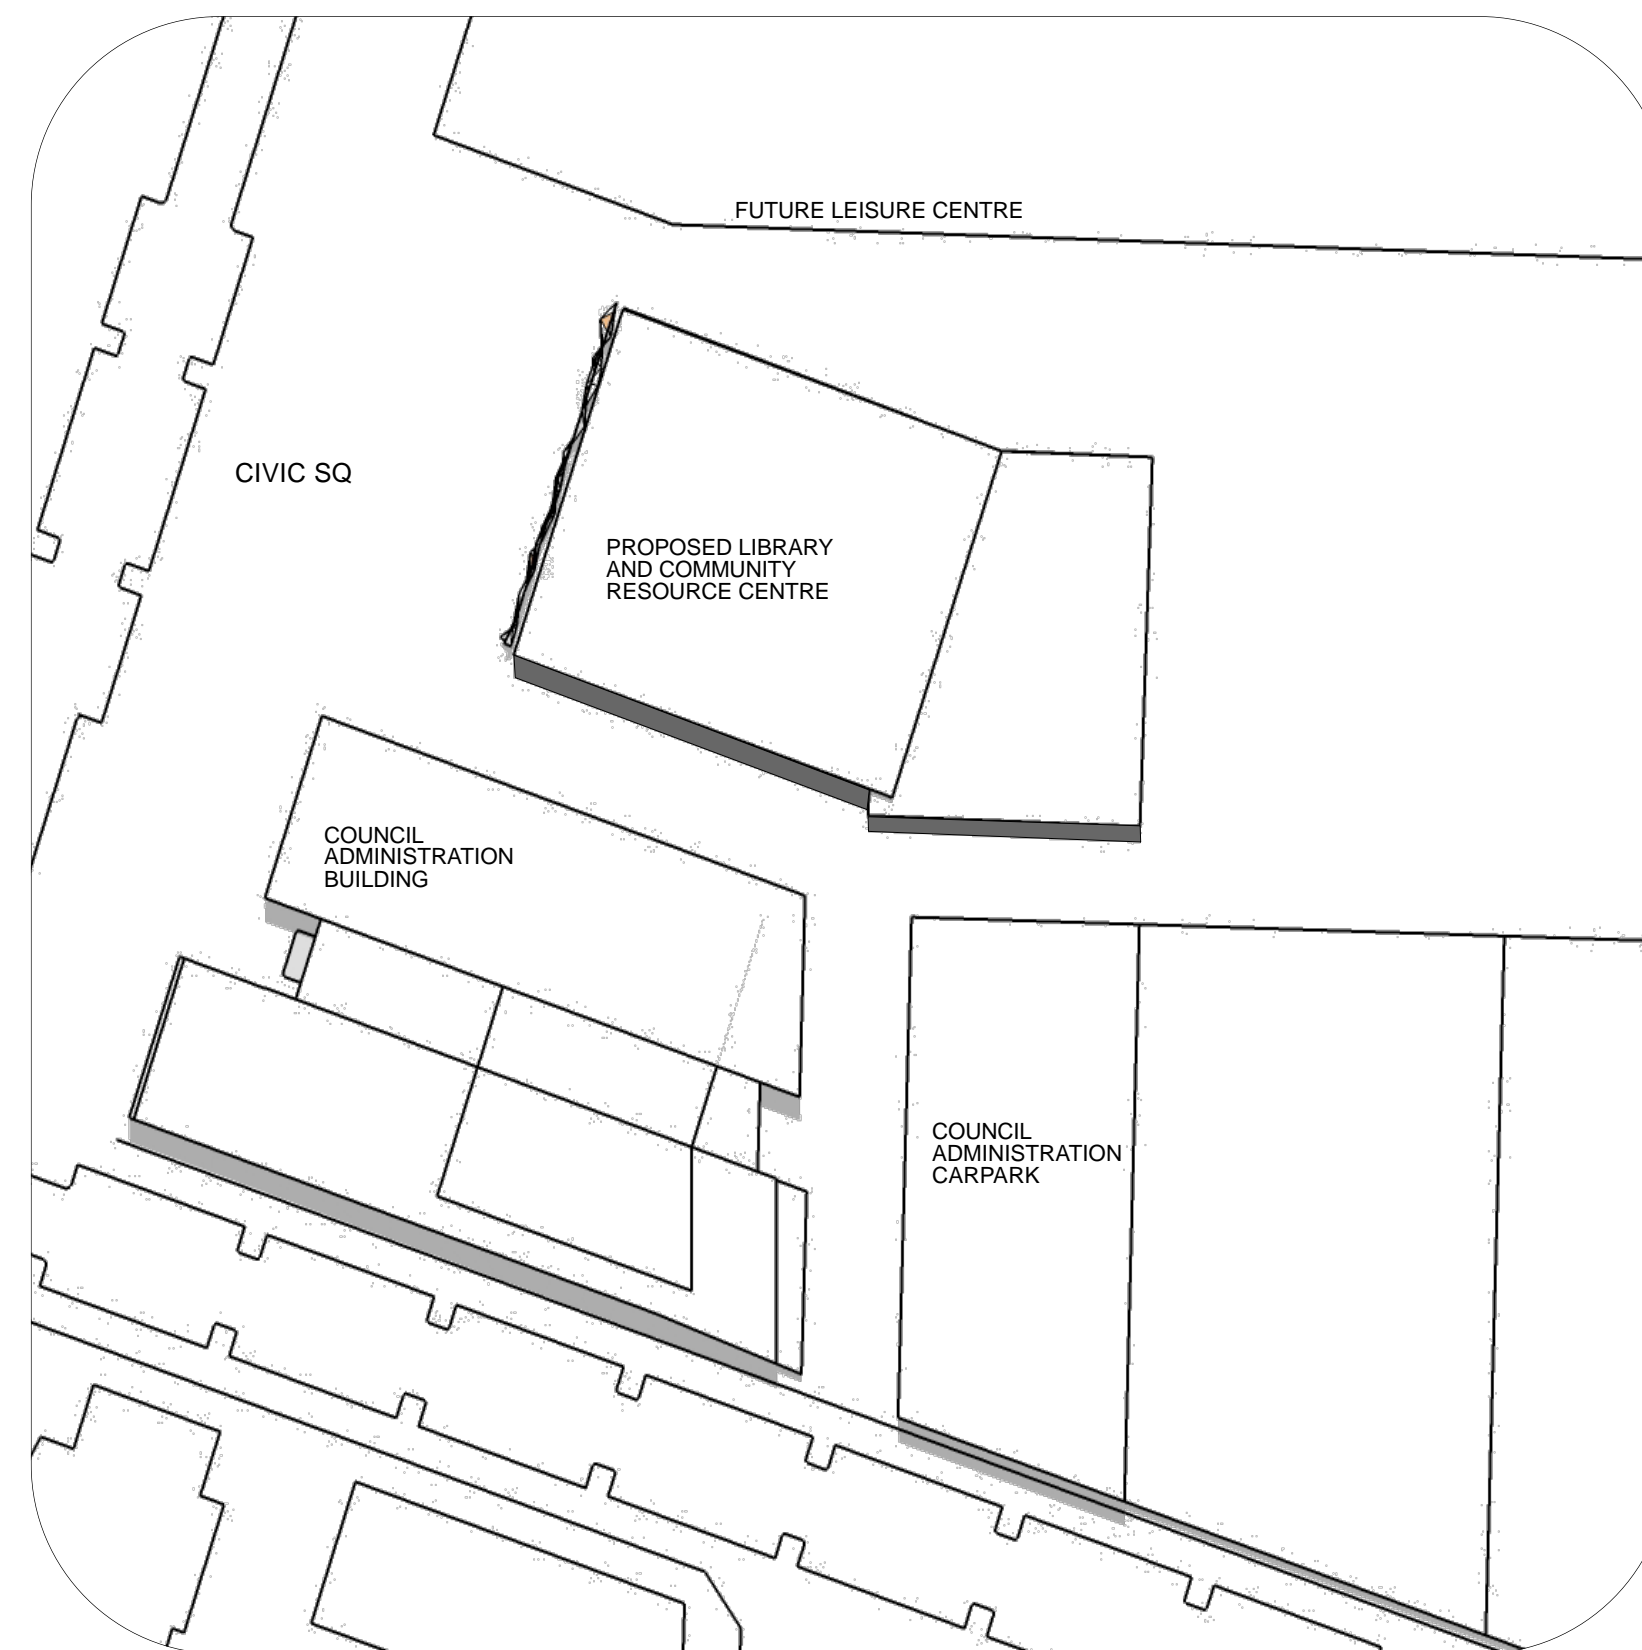 FUTURE LEISURE CENTRE
CIVIC SQ
PROPOSED LIBRARY
AND COMMUNITY
RESOURCE CENTRE
COUNCIL
ADMINISTRATION
BUILDING
COUNCIL
ADMINISTRATION
CARPARK